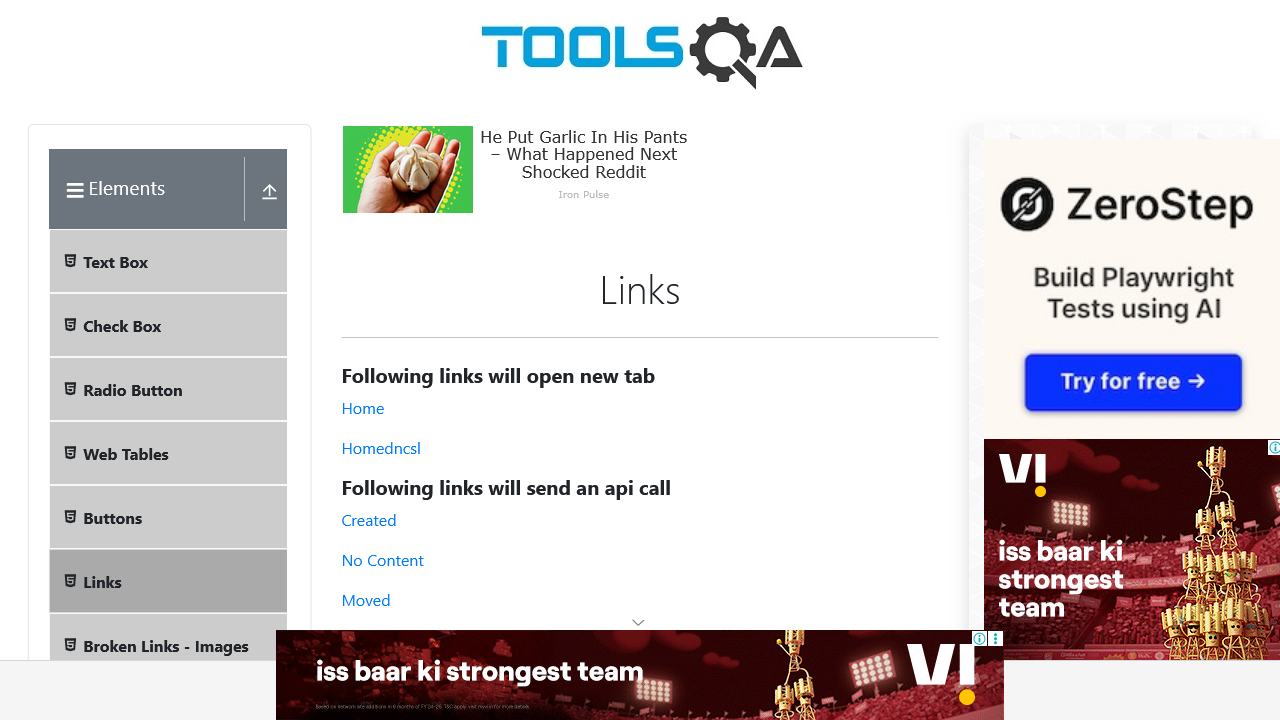 TOOLSQA
He Put Garlic In His Pants
– What Happened Next
Shocked Reddit
Iron Pulse
Elements
Text Box
Check Box
Radio Button
Web Tables
Buttons
Links
Broken Links - Images
Links
Following links will open new tab
Home
Homedncsl
Following links will send an api call
Created
No Content
Moved
ZeroStep
Build Playwright
Tests using AI
Try for free →
VI
iss baar ki
strongest
team
iss baar ki strongest team
VI